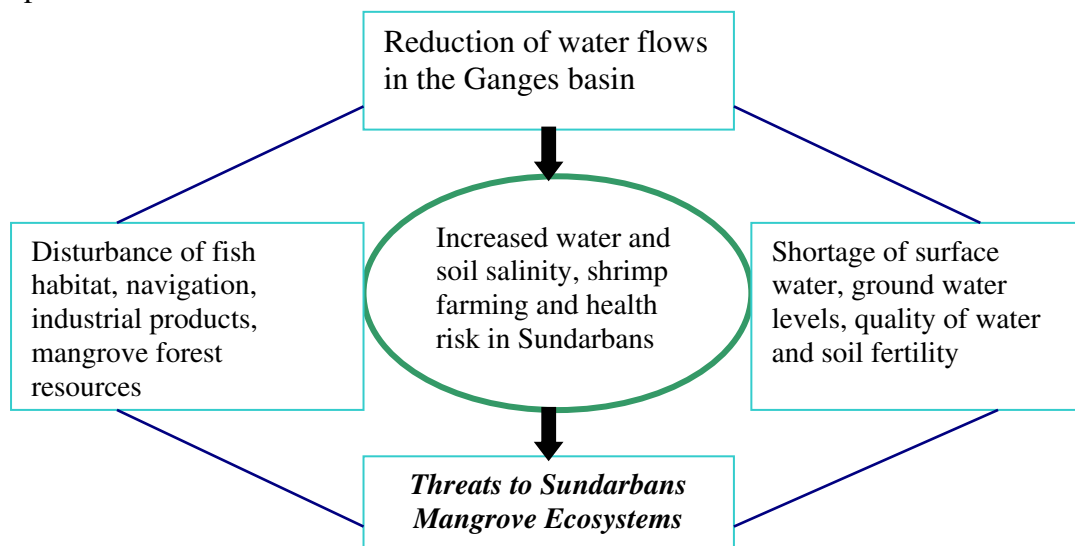 Reduction of water flows
in the Ganges basin
Disturbance of fish
habitat, navigation,
industrial products,
mangrove forest
resources
Increased water and
soil salinity, shrimp
farming and health
risk in Sundarbans
Shortage of surface
water, ground water
levels, quality of water
and soil fertility
Threats to Sundarbans
Mangrove Ecosystems